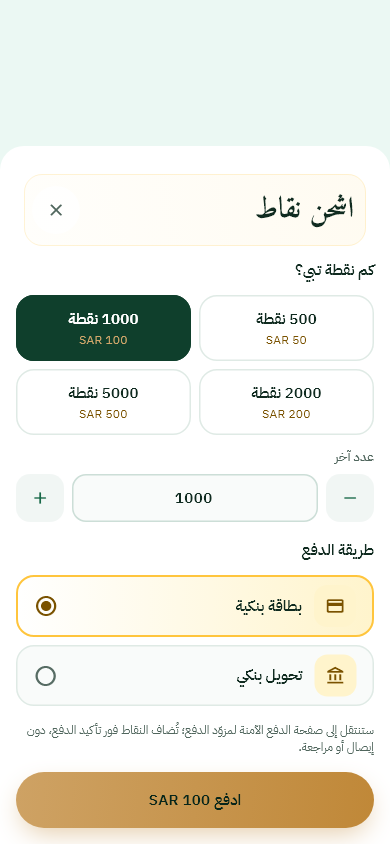 اشحن نقاط
كم نقطة تبي؟
500 نقطة
SAR 50
1000 نقطة
SAR 100
2000 نقطة
SAR 200
5000 نقطة
SAR 500
عدد آخر
1000
طريقة الدفع
بطاقة بنكية
تحويل بنكي
ستنتقل إلى صفحة الدفع الآمنة لمزوّد الدفع؛ تُضاف النقاط فور تأكيد الدفع، دون
إيصال أو مراجعة.
ادفع SAR 100